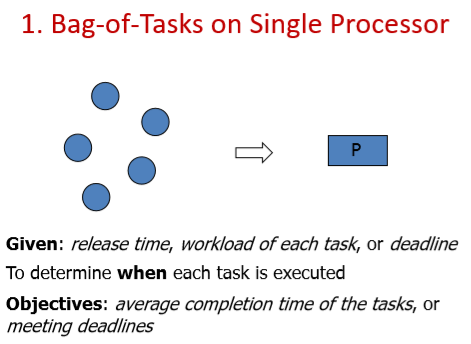 1. Bag-of-Tasks on Single Processor
P
Given: release time, workload of each task, or deadline
To determine when each task is executed
Objectives: average completion time of the tasks, or
meeting deadlines